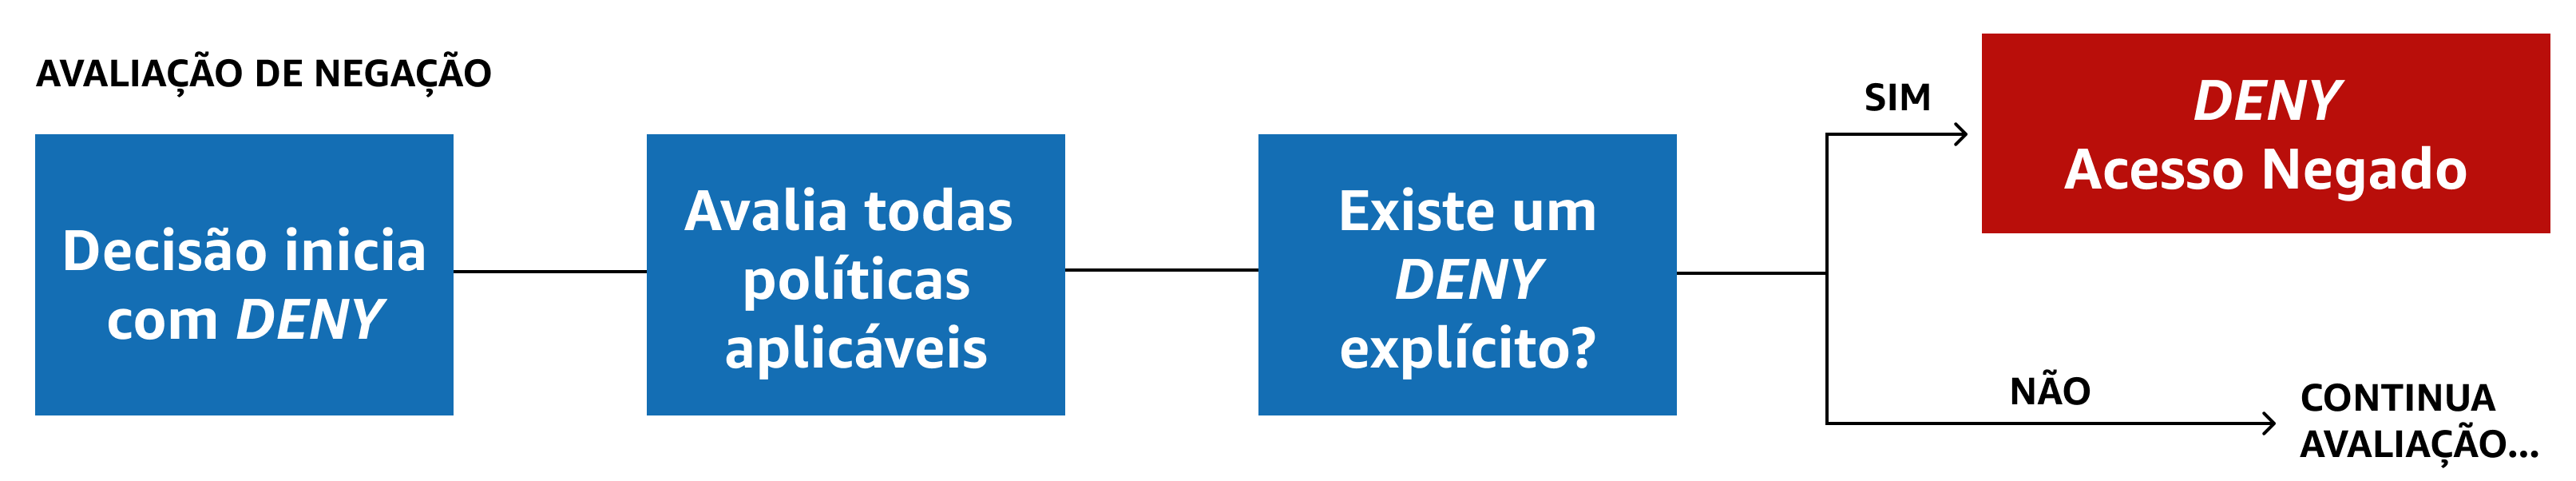 AVALIAÇÃO DE NEGAÇÃO
Decisão inicia
com DENY
Avalia todas
políticas
aplicáveis
Existe um
DENY
explícito?
SIM
DENY
Acesso Negado
NÃO
CONTINUA
AVALIAÇÃO...